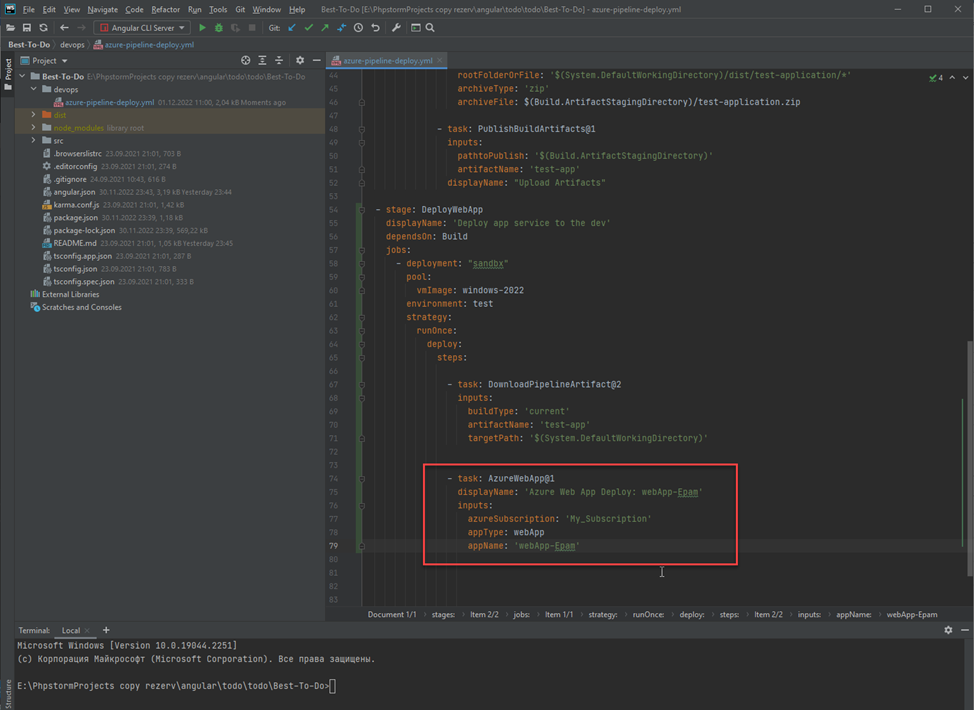 File Edit View Navigate Code Refactor Run Tools Git Window Help Best-To-Do [E:\PhpstormProjects copy rezerv\angular\todo\todo\Best-To-Do] - azure-pipeline-deploy.yml
Angular CLI Server Git:
Best-To-Do devops azure-pipeline-deploy.yml
Project
Structure
Project
Best-To-Do E:\PhpstormProjects copy rezerv\angular\todo\todo\Best-To-Do
devops
azure-pipeline-deploy.yml 01.12.2022 11:00, 2,04 kB Moments ago
dist
node_modules library root
src
.browserslistrc 23.09.2021 21:01, 703 B
.editorconfig 23.09.2021 21:01, 274 B
.gitignore 24.09.2021 10:43, 616 B
angular.json 30.11.2022 23:43, 3,19 kB Yesterday 23:44
karma.conf.js 23.09.2021 21:01, 1,42 kB
package.json 30.11.2022 23:39, 1,18 kB
package-lock.json 30.11.2022 23:39, 569,22 kB
README.md 23.09.2021 21:01, 1,05 kB Yesterday 23:45
tsconfig.app.json 23.09.2021 21:01, 287 B
tsconfig.json 23.09.2021 21:01, 783 B
tsconfig.spec.json 23.09.2021 21:01, 333 B
External Libraries
Scratches and Consoles
azure-pipeline-deploy.yml
4
44 rootFolderOrFile: '$(System.DefaultWorkingDirectory)/dist/test-application/*'
45 archiveType: 'zip'
46 archiveFile: $(Build.ArtifactStagingDirectory)/test-application.zip
47
48 - task: PublishBuildArtifacts@1
49 inputs:
50 pathtoPublish: '$(Build.ArtifactStagingDirectory)'
51 artifactName: 'test-app'
52 displayName: "Upload Artifacts"
53
54 - stage: DeployWebApp
55 displayName: 'Deploy app service to the dev'
56 dependsOn: Build
57 jobs:
58 - deployment: "sandbx"
59 pool:
60 vmImage: windows-2022
61 environment: test
62 strategy:
63 runOnce:
64 deploy:
65 steps:
66
67 - task: DownloadPipelineArtifact@2
68 inputs:
69 buildType: 'current'
70 artifactName: 'test-app'
71 targetPath: '$(System.DefaultWorkingDirectory)'
72
73
74 - task: AzureWebApp@1
75 displayName: 'Azure Web App Deploy: webApp-Epam'
76 inputs:
77 azureSubscription: 'My_Subscription'
78 appType: webApp
79 appName: 'webApp-Epam'
80
81
82
83
Document 1/1 stages: Item 2/2 jobs: Item 1/1 strategy: runOnce: deploy: steps: Item 2/2 inputs: appName: webApp-Epam
Terminal: Local
Microsoft Windows [Version 10.0.19044.2251]
(c) Корпорация Майкрософт (Microsoft Corporation). Все права защищены.
E:\PhpstormProjects copy rezerv\angular\todo\todo\Best-To-Do>